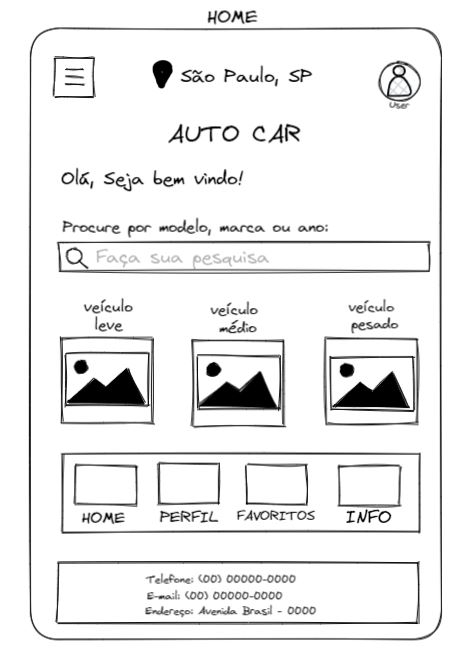 HOME
São Paulo, SP
User
AUTO CAR
Olá, Seja bem vindo!
Procure por modelo, marca ou ano:
Faça sua pesquisa
veículo
leve
veículo
médio
veículo
pesado
HOME PERFIL FAVORITOS INFO
Telefone: (00) 00000-0000
E-mail: (00) 00000-0000
Endereço: Avenida Brasil - 0000